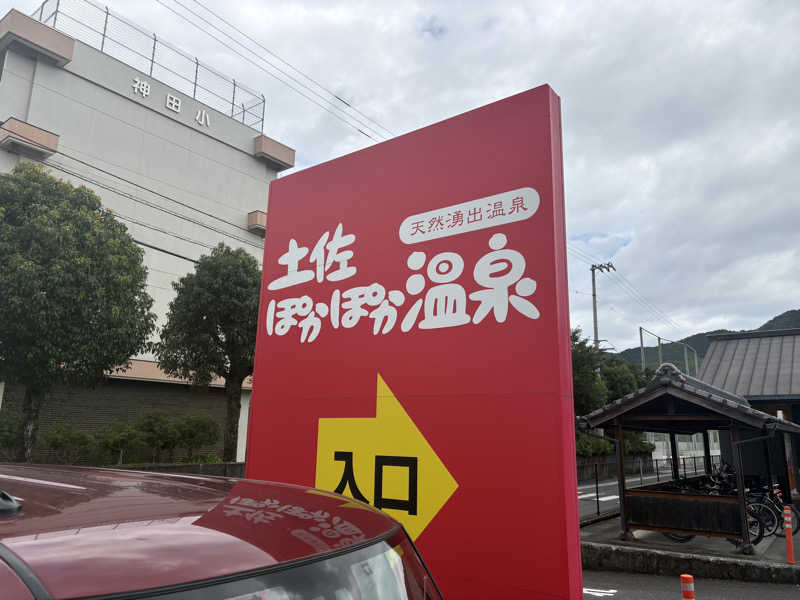 神田小
天然湧出温泉
土佐
ぽかぽか温泉
入口